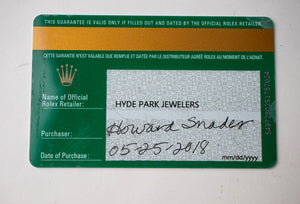 THIS GUARANTEE IS VALID ONLY IF FILLED OUT AND DATED BY THE OFFICIAL ROLEX RETAILER.
CETTE GARANTIE N'EST VALABLE QUE REMPLIE ET DATÉE PAR LE DISTRIBUTEUR AGRÉÉ ROLEX AU MOMENT DE L'ACHAT.
Name of Official
Rolex Retailer:
HYDE PARK JEWELERS
Purchaser:
Howard Snader
Date of Purchase:
05-25-2018
mm/dd/yyyy